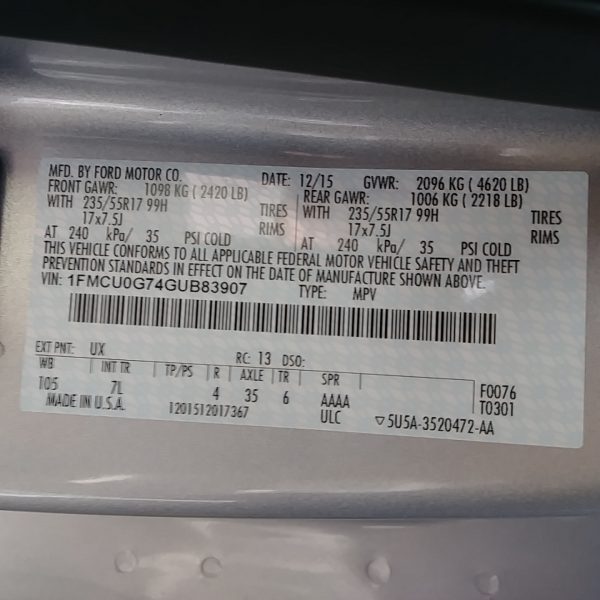 MFD. BY FORD MOTOR CO. DATE: 12/15 GVWR: 2096 KG ( 4620 LB)
FRONT GAWR: 1098 KG ( 2420 LB) REAR GAWR: 1006 KG ( 2218 LB)
WITH 235/55R17 99H TIRES WITH 235/55R17 99H TIRES
17x7.5J RIMS 17x7.5J RIMS
AT 240 kPa/ 35 PSI COLD AT 240 kPa/ 35 PSI COLD
THIS VEHICLE CONFORMS TO ALL APPLICABLE FEDERAL MOTOR VEHICLE SAFETY AND THEFT
PREVENTION STANDARDS IN EFFECT ON THE DATE OF MANUFACTURE SHOWN ABOVE.
VIN: 1FMCU0G74GUB83907 TYPE: MPV
EXT PNT: UX RC: 13 DSO:
WB INT TR TP/PS R AXLE TR SPR F0076
T05 7L 4 35 6 AAAA T0301
MADE IN U.S.A. 1201512017367 ULC ▽5U5A-3520472-AA